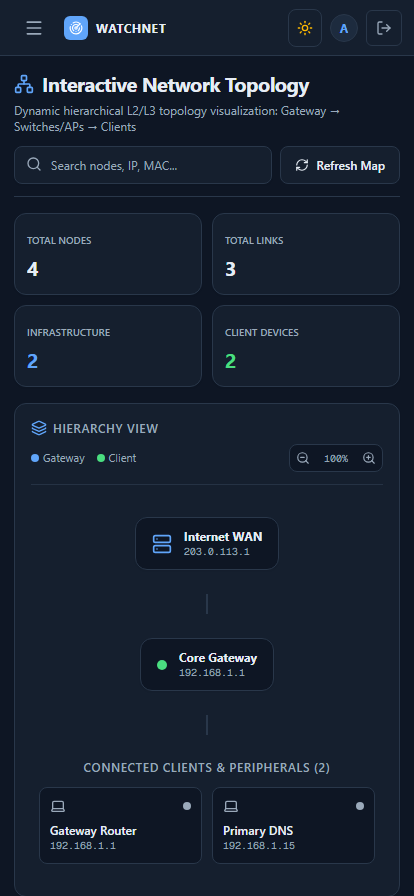 WATCHNET
A
Interactive Network Topology
Dynamic hierarchical L2/L3 topology visualization: Gateway →
Switches/APs → Clients
Search nodes, IP, MAC...
Refresh Map
TOTAL NODES
4
TOTAL LINKS
3
INFRASTRUCTURE
2
CLIENT DEVICES
2
HIERARCHY VIEW
Gateway
Client
100%
Internet WAN
203.0.113.1
Core Gateway
192.168.1.1
CONNECTED CLIENTS & PERIPHERALS (2)
Gateway Router
192.168.1.1
Primary DNS
192.168.1.15